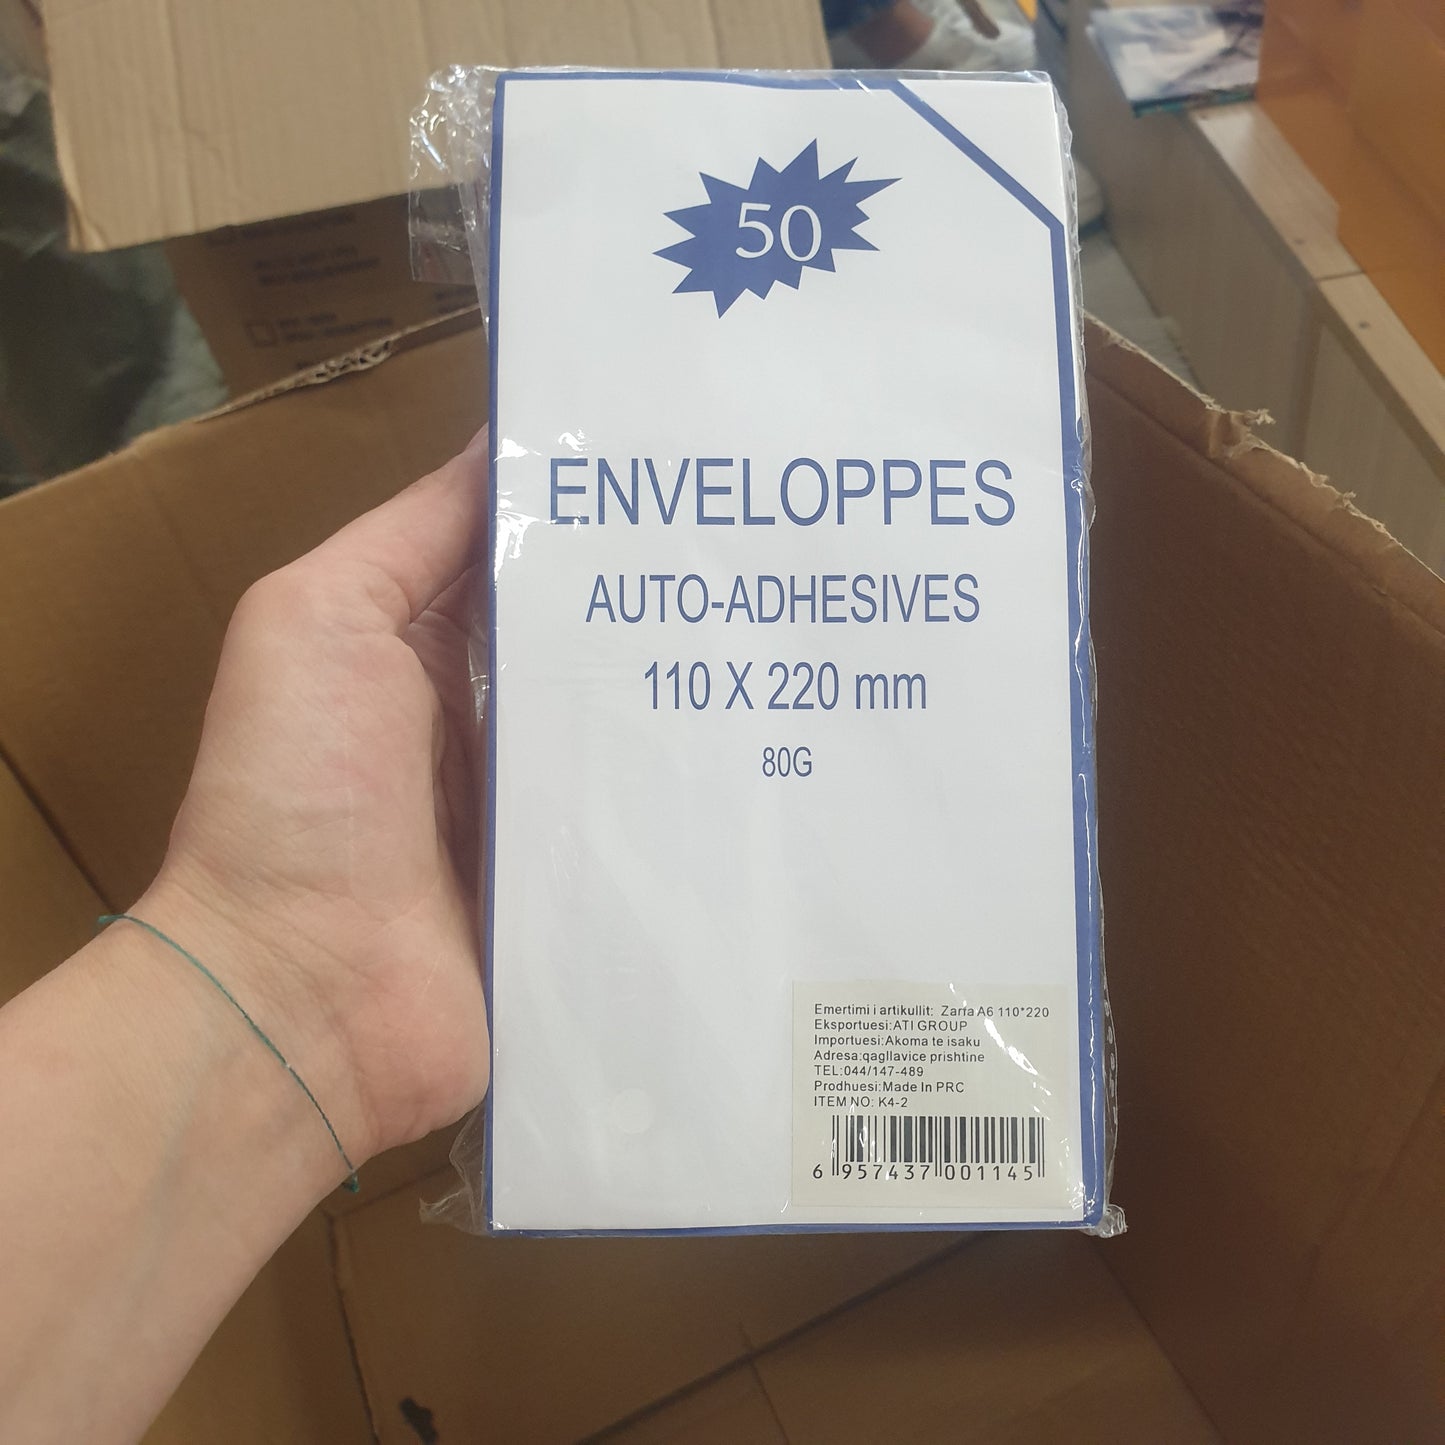 50
ENVELOPPES
AUTO-ADHESIVES
110 X 220 mm
80G
Emertimi i artikullit: Zarfa A6 110*220
Eksportuesi:ATI GROUP
Importuesi:Akoma te isaku
Adresa:qagllavice prishtine
TEL:044/147-489
Prodhuesi:Made In PRC
ITEM NO: K4-2
6 957437 001145